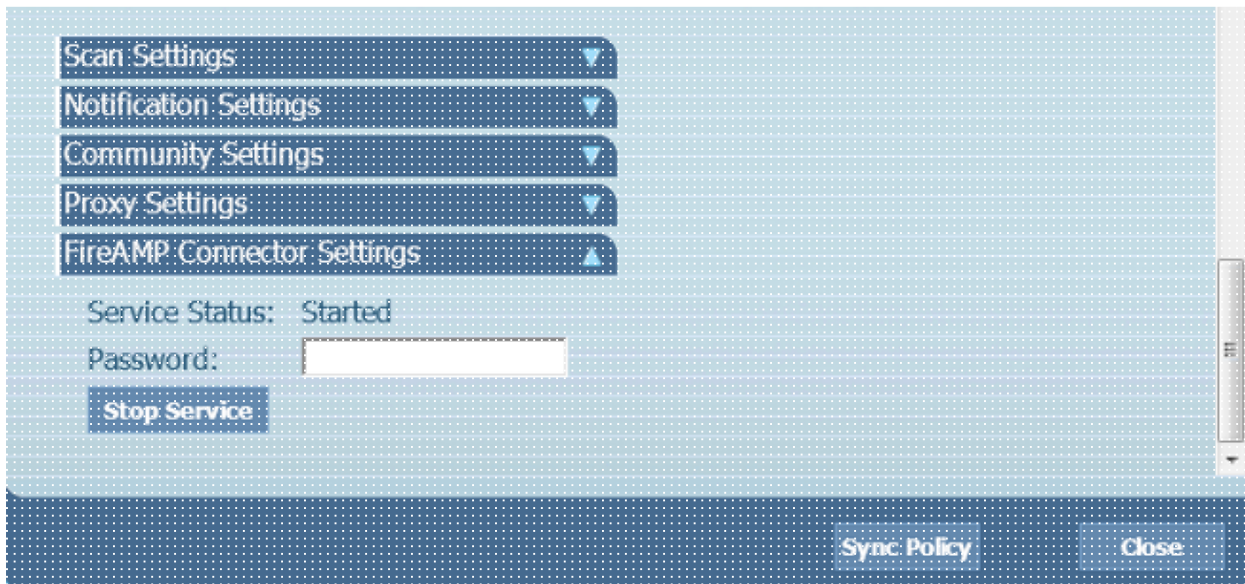 Scan Settings
Notification Settings
Community Settings
Proxy Settings
FireAMP Connector Settings
Service Status: Started
Password:
Stop Service
Sync Policy Close